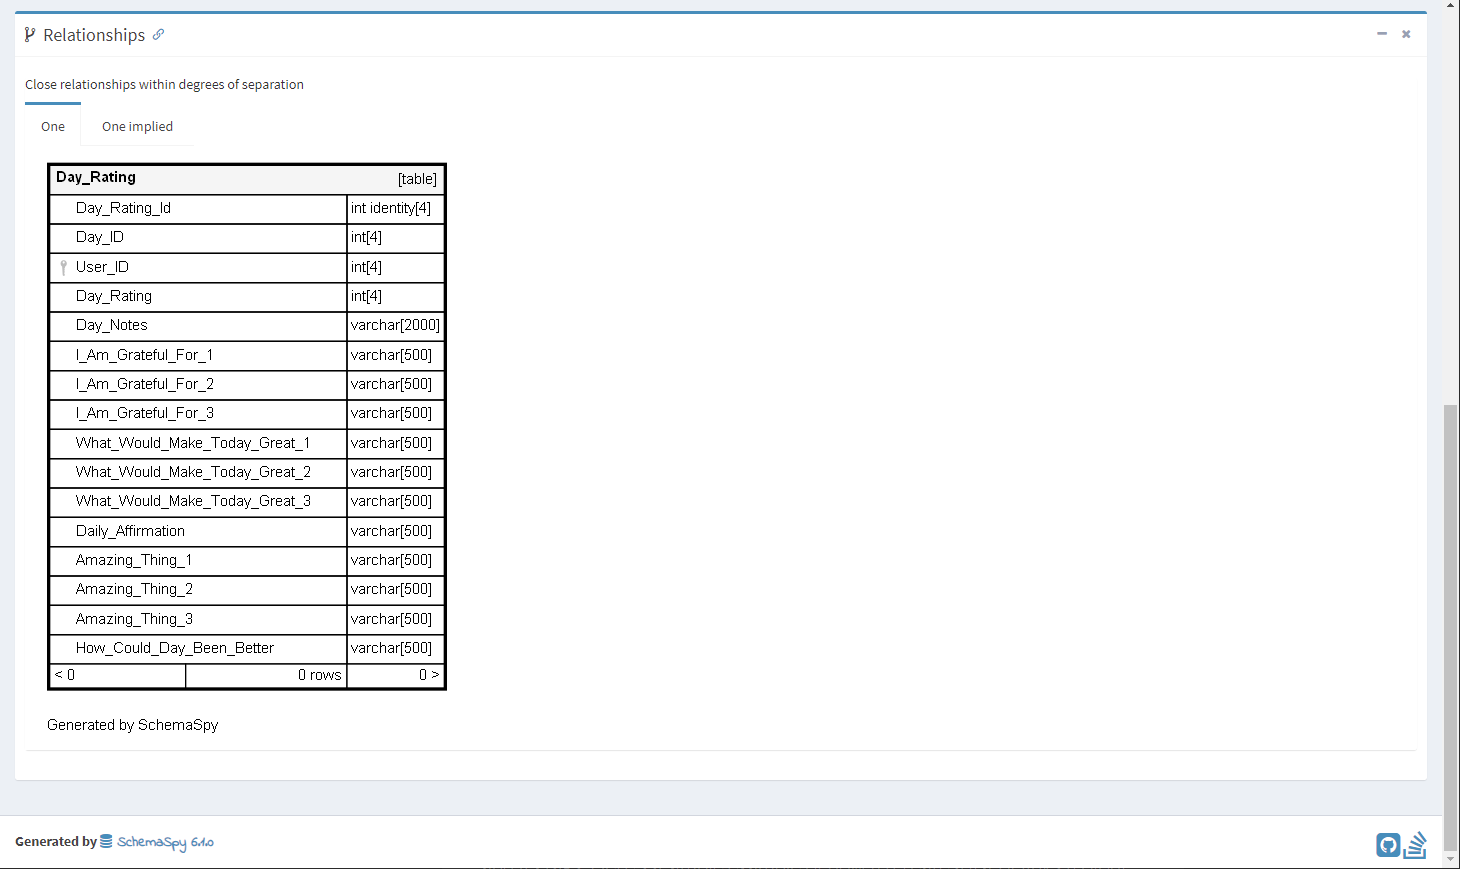 Relationships
Close relationships within degrees of separation
One One implied
Day_Rating [table]
Day_Rating_Id int identity[4]
Day_ID int[4]
User_ID int[4]
Day_Rating int[4]
Day_Notes varchar[2000]
I_Am_Grateful_For_1 varchar[500]
I_Am_Grateful_For_2 varchar[500]
I_Am_Grateful_For_3 varchar[500]
What_Would_Make_Today_Great_1 varchar[500]
What_Would_Make_Today_Great_2 varchar[500]
What_Would_Make_Today_Great_3 varchar[500]
Daily_Affirmation varchar[500]
Amazing_Thing_1 varchar[500]
Amazing_Thing_2 varchar[500]
Amazing_Thing_3 varchar[500]
How_Could_Day_Been_Better varchar[500]
< 0 0 rows 0 >
Generated by SchemaSpy
Generated by SchemaSpy 6.1.0